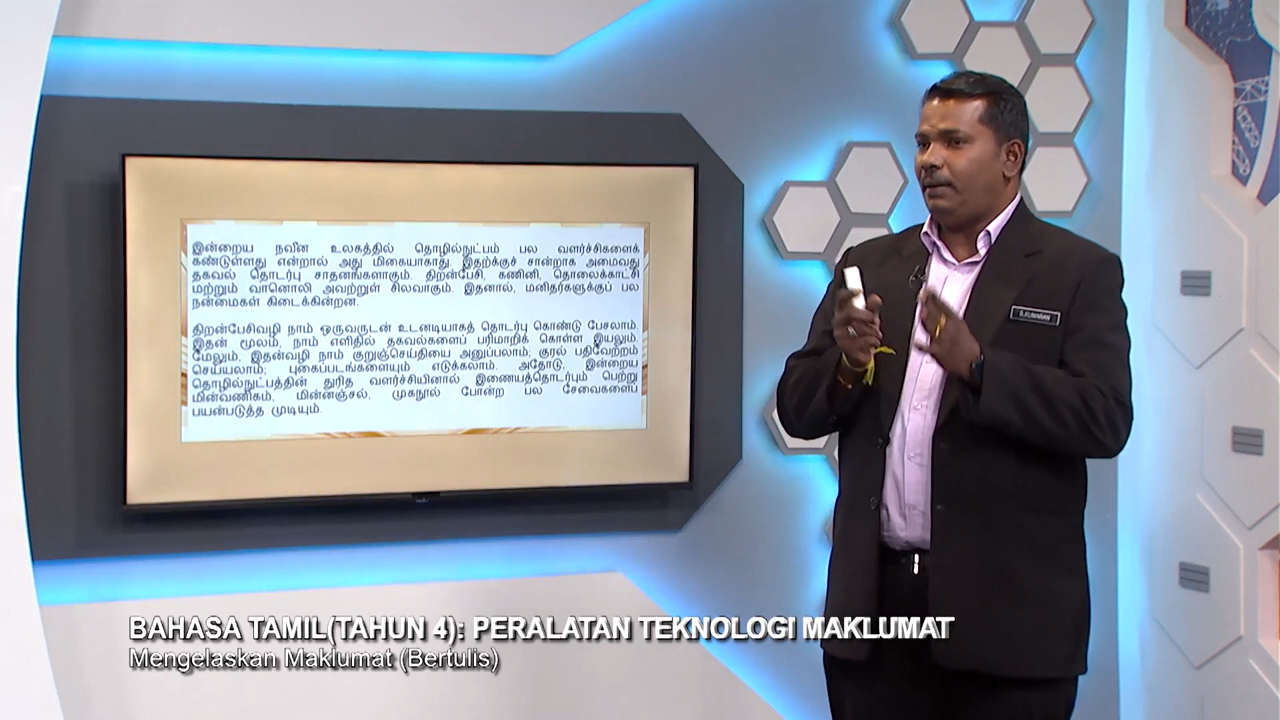 இன்றைய நவீன உலகத்தில் தொழில்நுட்பம் பல வளர்ச்சிகளைக்
கண்டுள்ளது என்றால் அது மிகையாகாது. இதற்க்குச் சான்றாக அமைவது
தகவல் தொடர்பு சாதனங்களாகும். திறன்பேசி, கணினி, தொலைக்காட்சி
மற்றும் வானொலி அவற்றுள் சிலவாகும். இதனால், மனிதர்களுக்குப் பல
நன்மைகள் கிடைக்கின்றன.
திறன்பேசிவழி நாம் ஒருவருடன் உடனடியாகத் தொடர்பு கொண்டு பேசலாம்.
இதன் மூலம், நாம் எளிதில் தகவல்களைப் பரிமாறிக் கொள்ள இயலும்.
மேலும், இதன்வழி நாம் குறுஞ்செய்தியை அனுப்பலாம்; குரல் பதிவேற்றம்
செய்யலாம்; புகைப்படங்களையும் எடுக்கலாம். அதோடு, இன்றைய
தொழில்நுட்பத்தின் துரித வளர்ச்சியினால் இணையத்தொடர்பும் பெற்று
மின்வணிகம், மின்னஞ்சல், முகநூல் போன்ற பல சேவைகளைப்
பயன்படுத்த முடியும்.
S.KUMARAN
BAHASA TAMIL(TAHUN 4): PERALATAN TEKNOLOGI MAKLUMAT
Mengelaskan Maklumat (Bertulis)